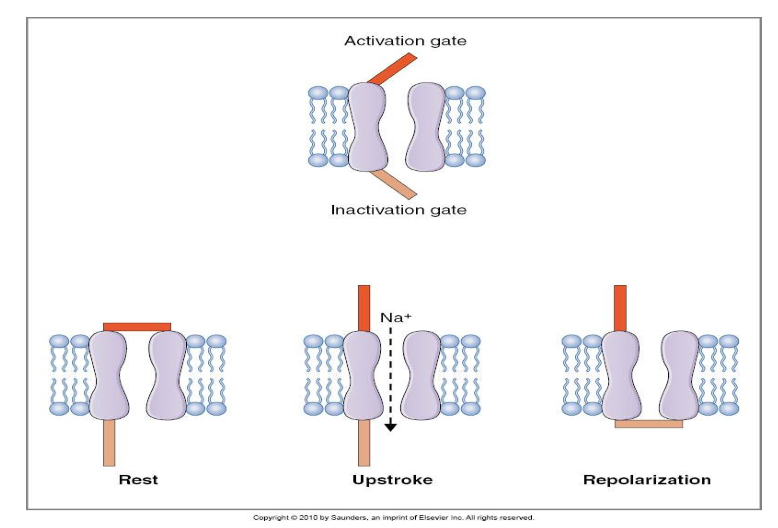 Activation gate
Inactivation gate
Na⁺
Rest
Upstroke
Repolarization
Copyright © 2010 by Saunders, an imprint of Elsevier Inc. All rights reserved.